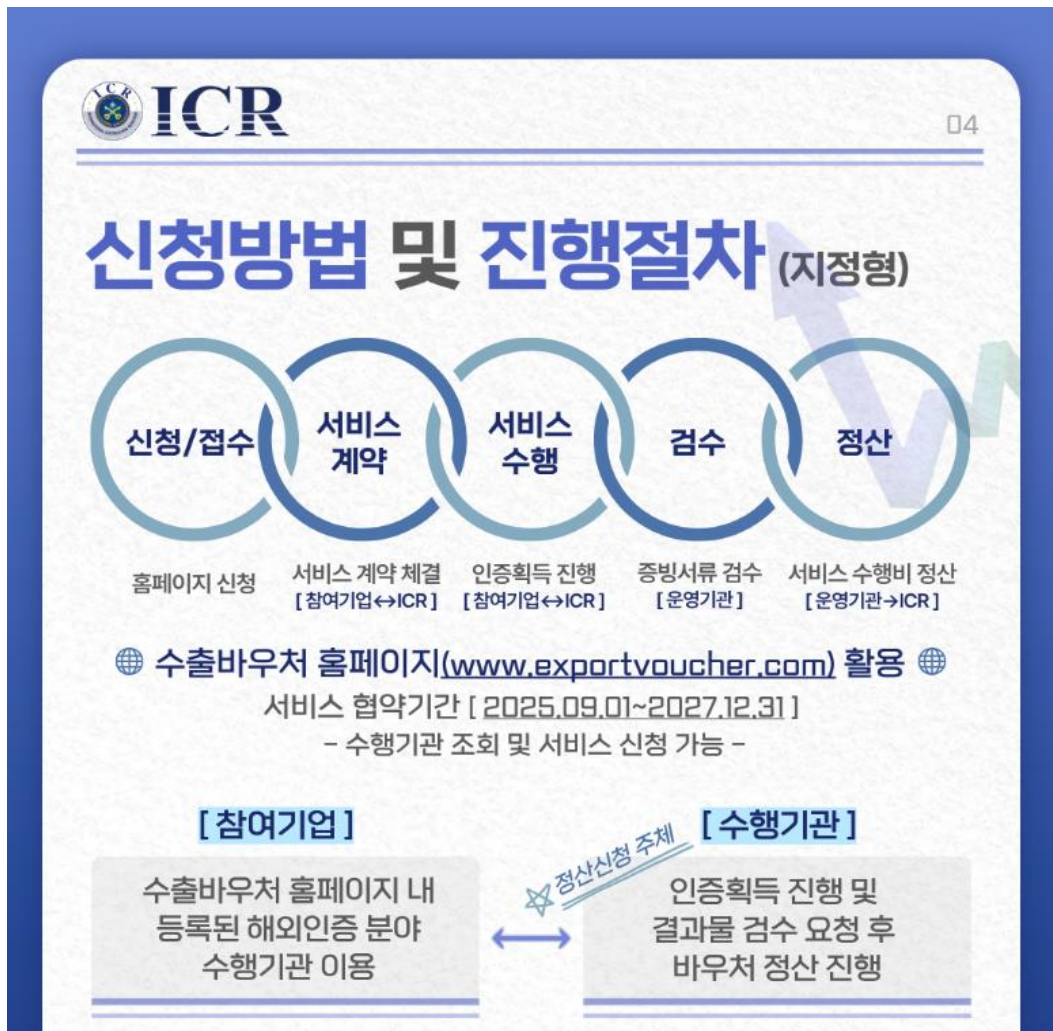 ICR
04
신청방법 및 진행절차 (지정형)
신청/접수
서비스
계약
서비스
수행
검수
정산
홈페이지 신청
서비스 계약 체결
[ 참여기업↔ICR ]
인증획득 진행
[ 참여기업↔ICR ]
증빙서류 검수
[ 운영기관 ]
서비스 수행비 정산
[ 운영기관→ICR ]
수출바우처 홈페이지(www.exportvoucher.com) 활용
서비스 협약기간 [ 2025.09.01~2027.12.31 ]
- 수행기관 조회 및 서비스 신청 가능 -
[ 참여기업 ]
수출바우처 홈페이지 내
등록된 해외인증 분야
수행기관 이용
정산신청 주체
[ 수행기관 ]
인증획득 진행 및
결과물 검수 요청 후
바우처 정산 진행